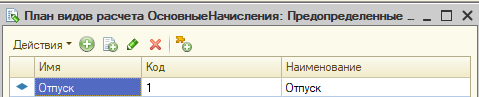 План видов расчета ОсновныеНачисления: Предопределенные ...
Действия
Имя Код Наименование
Отпуск 1 Отпуск